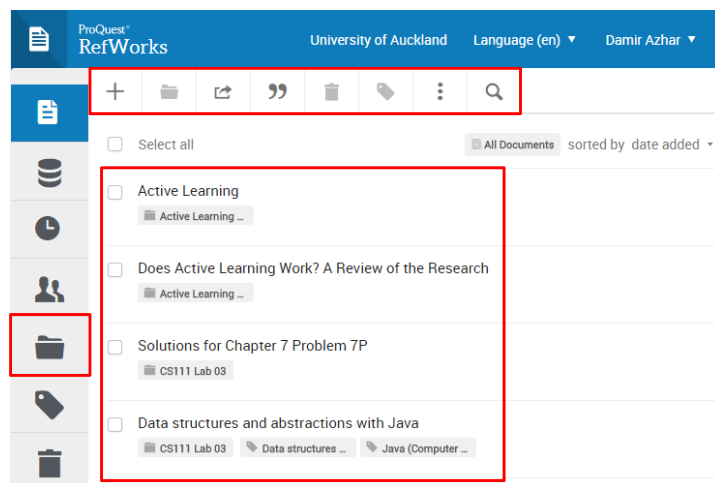 ProQuest®
RefWorks
University of Auckland Language (en) ▼ Damir Azhar ▼
Select all
All Documents sorted by date added
Active Learning
Active Learning ...
Does Active Learning Work? A Review of the Research
Active Learning ...
Solutions for Chapter 7 Problem 7P
CS111 Lab 03
Data structures and abstractions with Java
CS111 Lab 03 Data structures ... Java (Computer ...